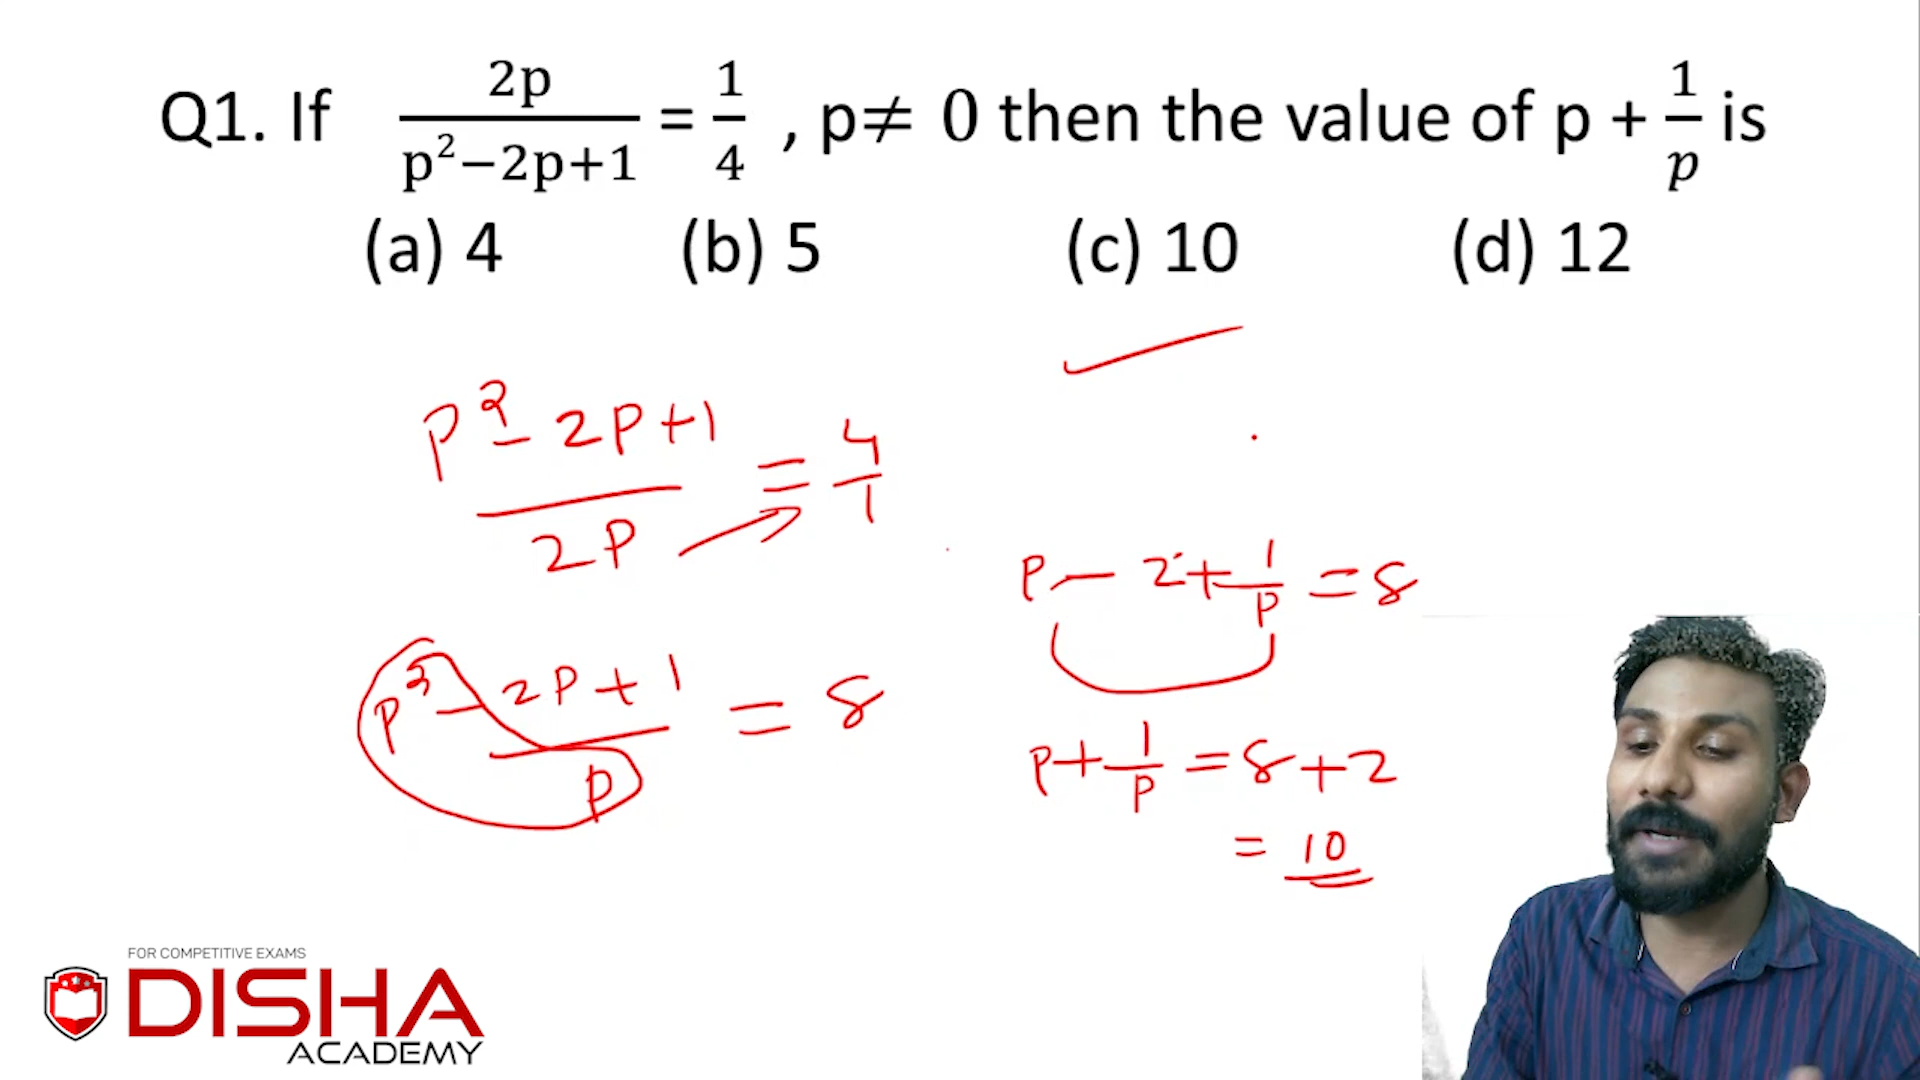 Q1. If 2p/(p²−2p+1) = 1/4 , p≠ 0 then the value of p + 1/p is
(a) 4 (b) 5 (c) 10 (d) 12
(p² − 2p+1)/2p = 4/1
(p² − 2p+1)/p = 8
p − 2 + 1/p = 8
p + 1/p = 8+2
= 10
FOR COMPETITIVE EXAMS
DISHA
ACADEMY